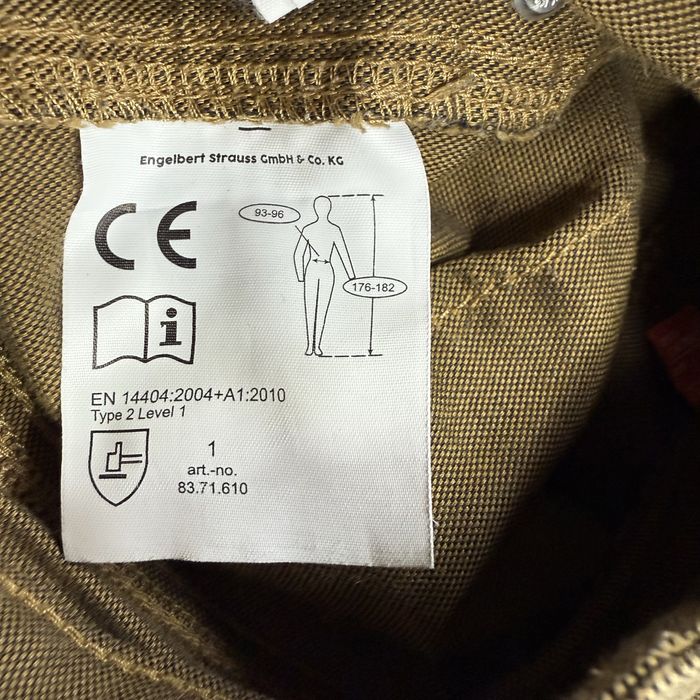 Engelbert Strauss GmbH & Co. KG
CE
93-96
176-182
i
EN 14404:2004+A1:2010
Type 2 Level 1
1
art.-no.
83.71.610